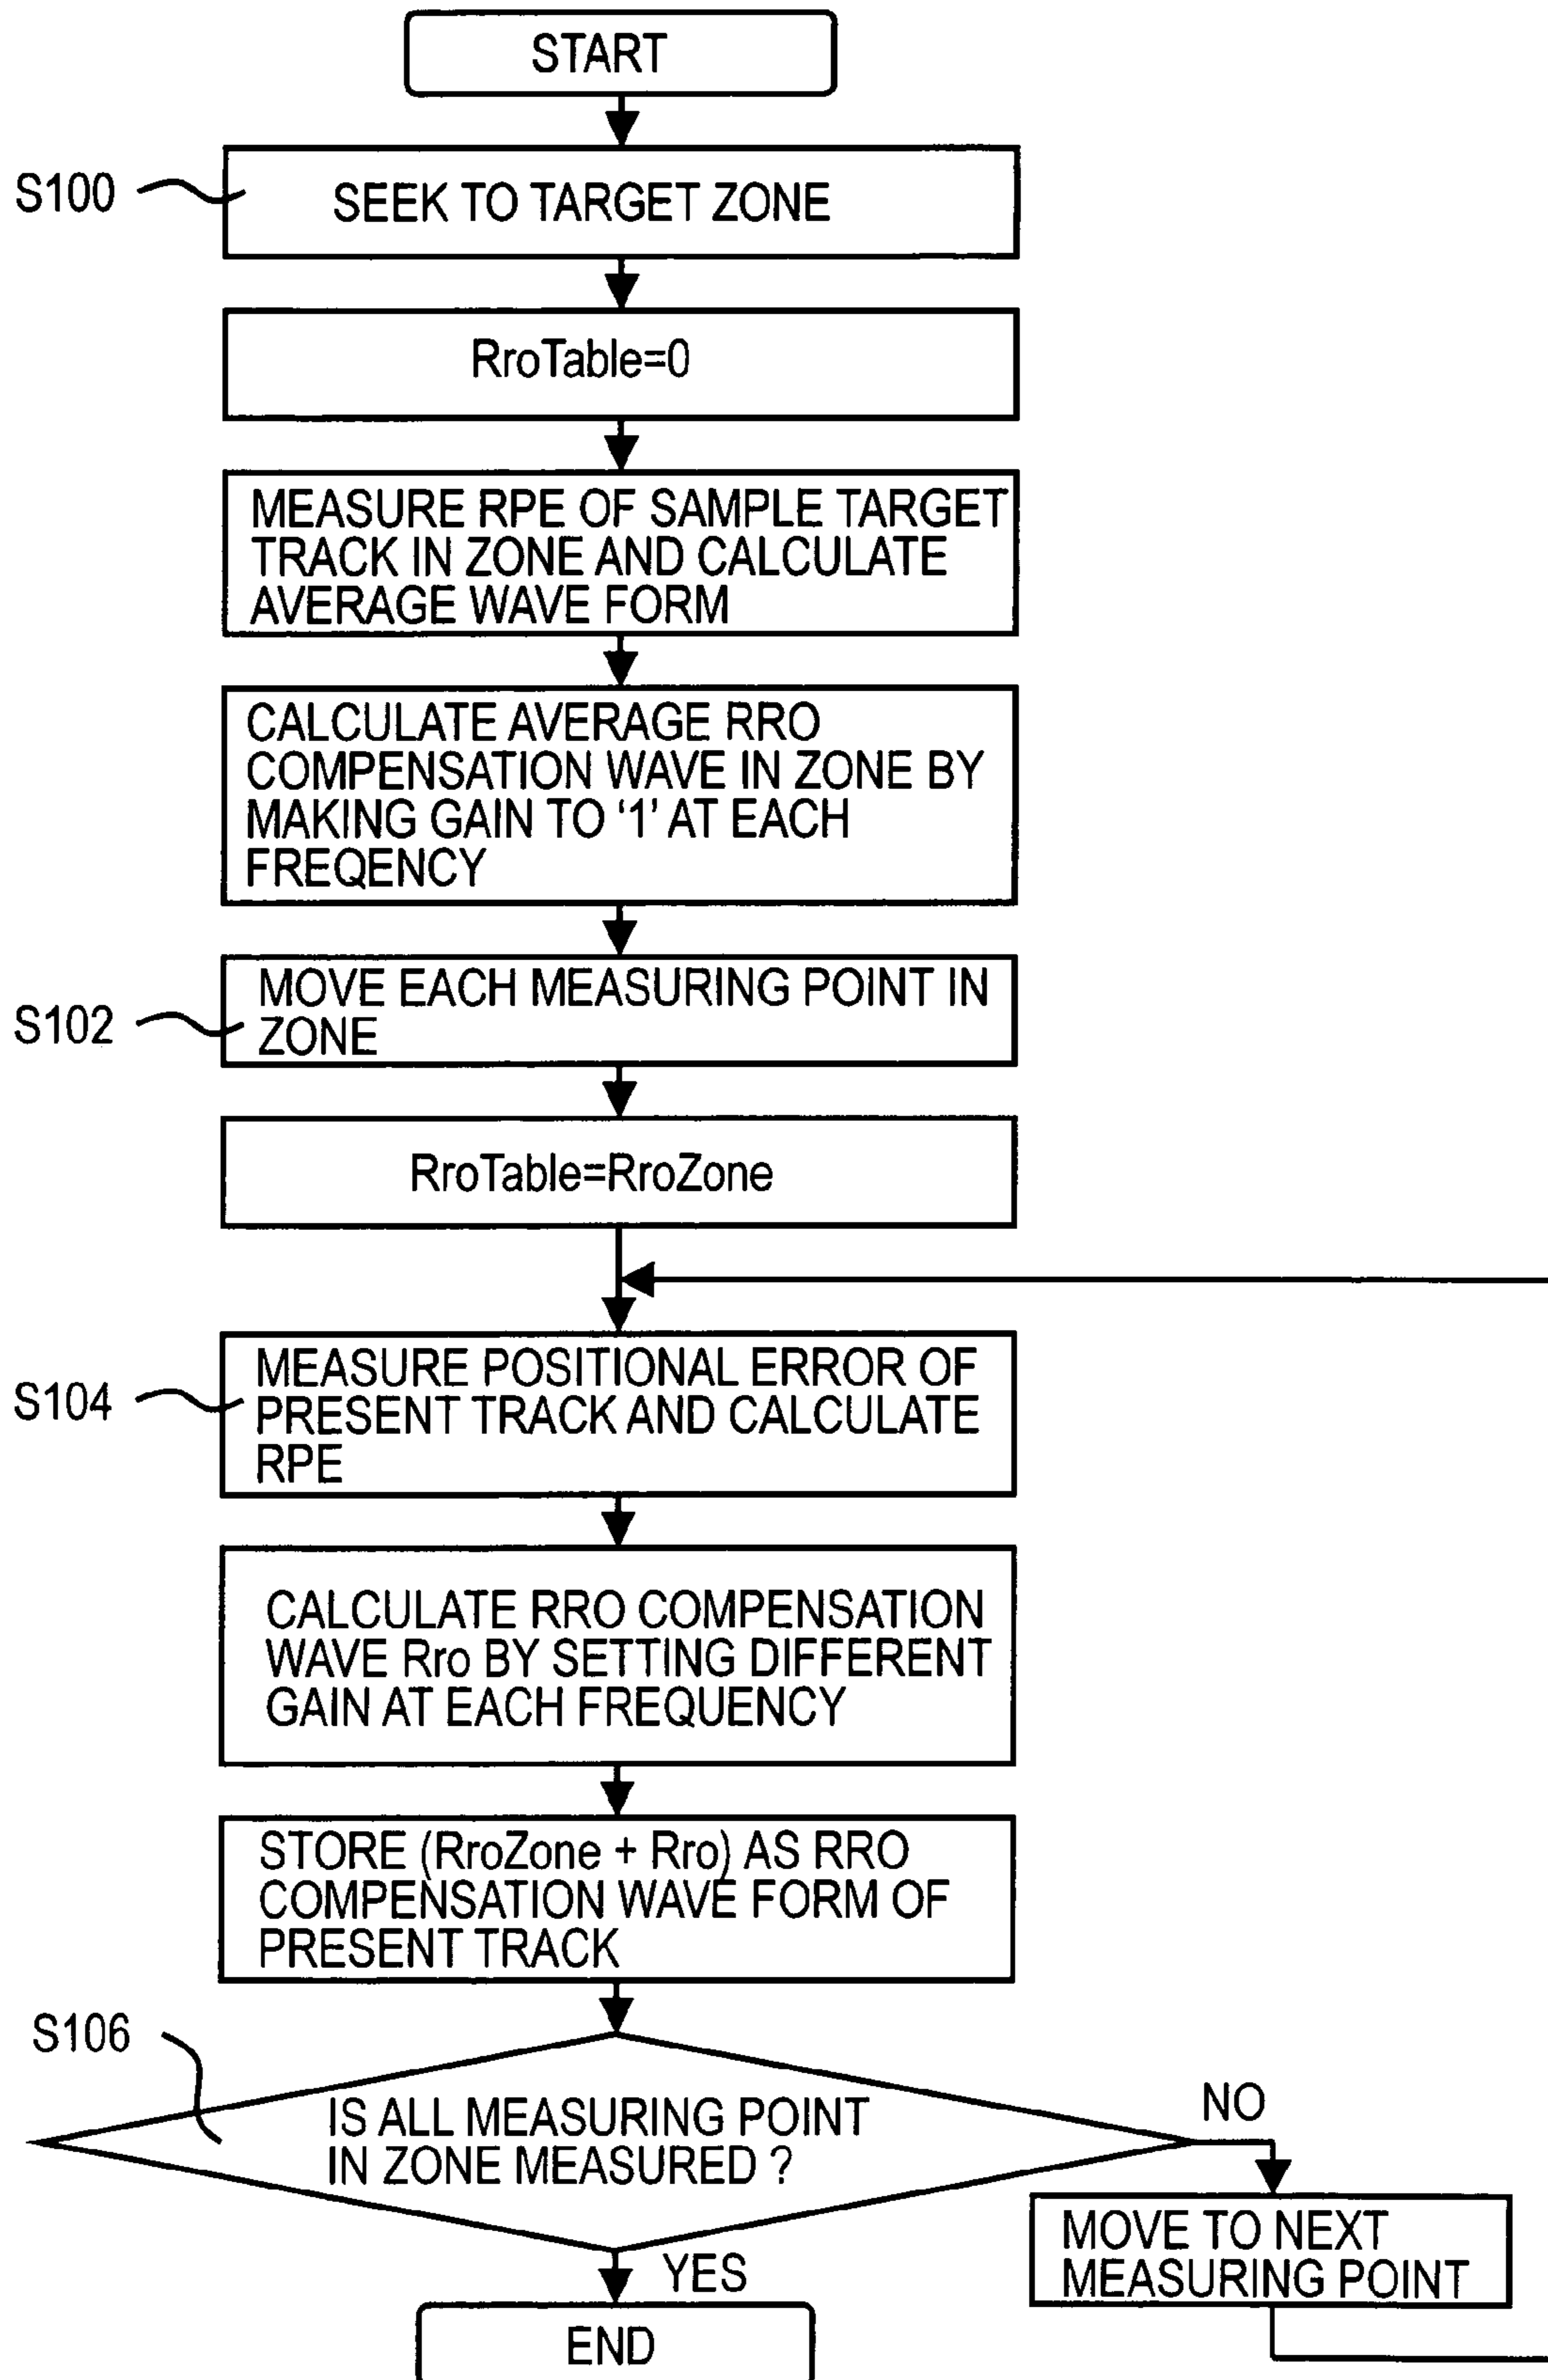 START
S100
SEEK TO TARGET ZONE
RroTable=0
MEASURE RPE OF SAMPLE TARGET
TRACK IN ZONE AND CALCULATE
AVERAGE WAVE FORM
CALCULATE AVERAGE RRO
COMPENSATION WAVE IN ZONE BY
MAKING GAIN TO ‘1’ AT EACH
FREQENCY
S102
MOVE EACH MEASURING POINT IN
ZONE
RroTable=RroZone
S104
MEASURE POSITIONAL ERROR OF
PRESENT TRACK AND CALCULATE
RPE
CALCULATE RRO COMPENSATION
WAVE Rro BY SETTING DIFFERENT
GAIN AT EACH FREQUENCY
STORE (RroZone + Rro) AS RRO
COMPENSATION WAVE FORM OF
PRESENT TRACK
S106
IS ALL MEASURING POINT
IN ZONE MEASURED ?
NO
MOVE TO NEXT
MEASURING POINT
YES
END